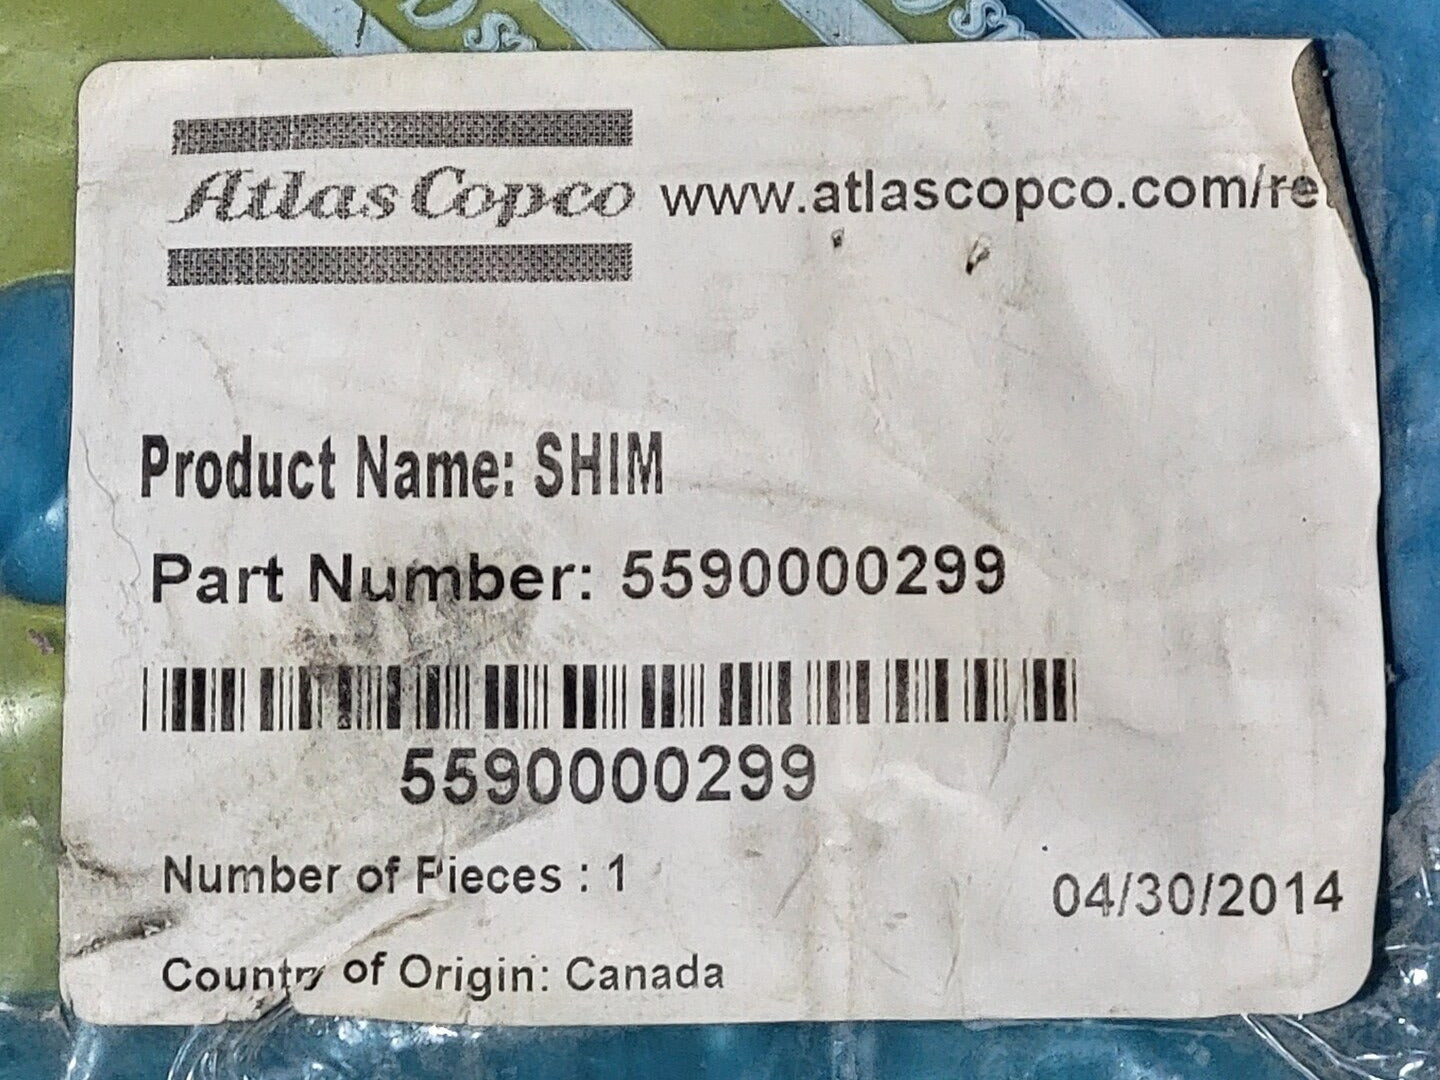 Atlas Copco www.atlascopco.com/re
Product Name: SHIM
Part Number: 5590000299
5590000299
Number of Pieces : 1
04/30/2014
Country of Origin: Canada